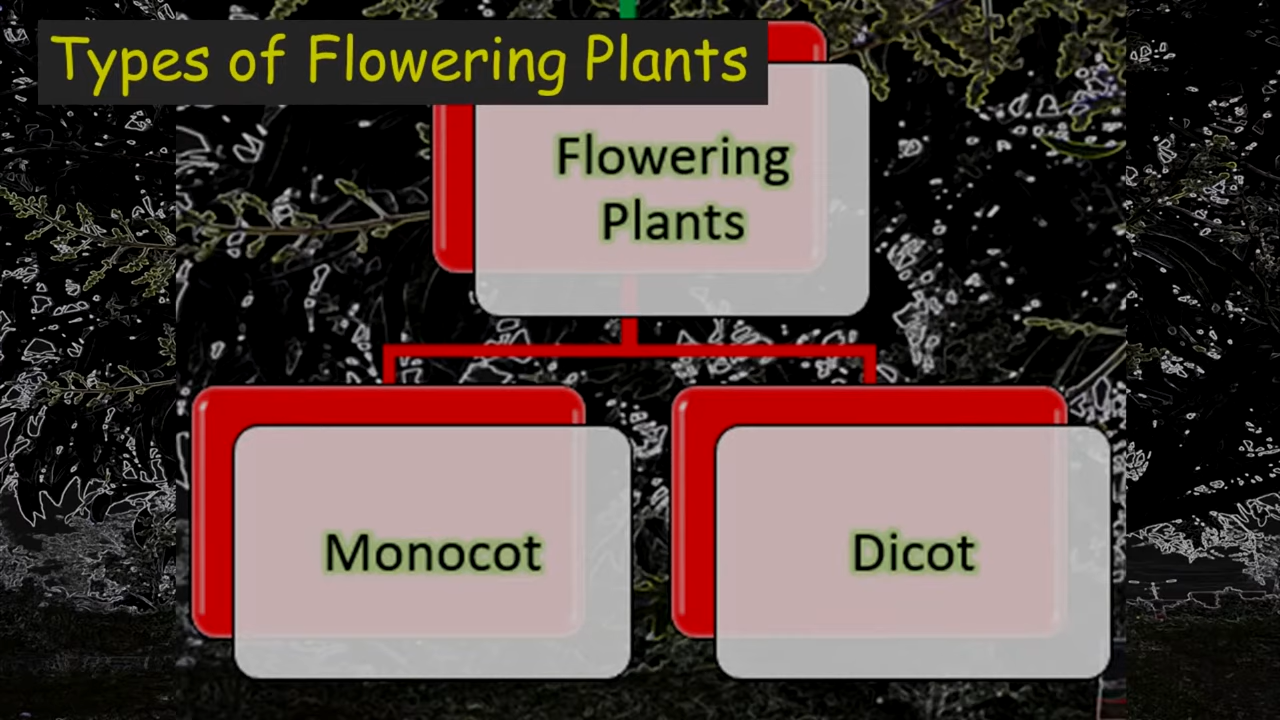 Types of Flowering Plants
Flowering
Plants
Monocot
Dicot